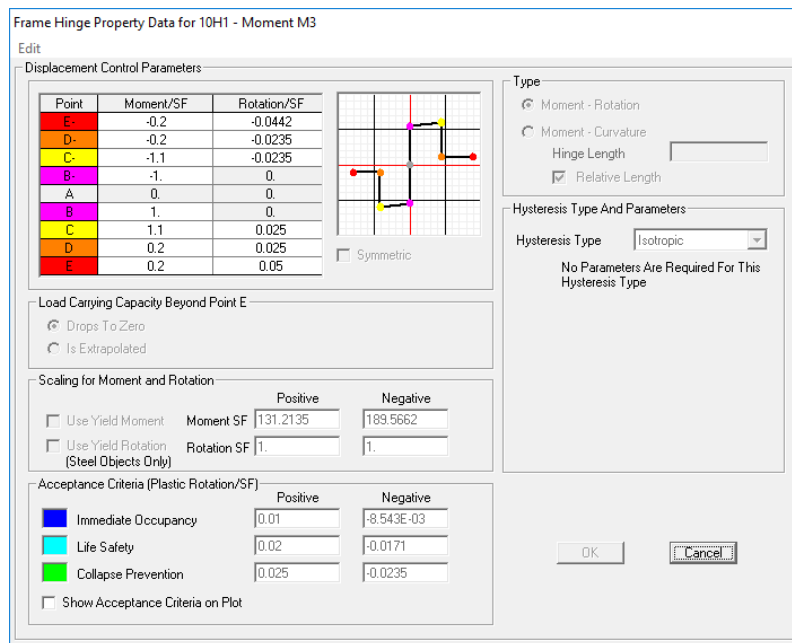 Frame Hinge Property Data for 10H1 - Moment M3
Edit
Displacement Control Parameters
Point Moment/SF Rotation/SF
E- -0.2 -0.0442
D- -0.2 -0.0235
C- -1.1 -0.0235
B- -1. 0.
A 0. 0.
B 1. 0.
C 1.1 0.025
D 0.2 0.025
E 0.2 0.05
Symmetric
Load Carrying Capacity Beyond Point E
Drops To Zero
Is Extrapolated
Scaling for Moment and Rotation
Positive Negative
Use Yield Moment Moment SF 131.2135 189.5662
Use Yield Rotation Rotation SF 1. 1.
(Steel Objects Only)
Acceptance Criteria (Plastic Rotation/SF)
Positive Negative
Immediate Occupancy 0.01 -8.543E-03
Life Safety 0.02 -0.0171
Collapse Prevention 0.025 -0.0235
Show Acceptance Criteria on Plot
Type
Moment - Rotation
Moment - Curvature
Hinge Length
Relative Length
Hysteresis Type And Parameters
Hysteresis Type Isotropic
No Parameters Are Required For This
Hysteresis Type
OK Cancel